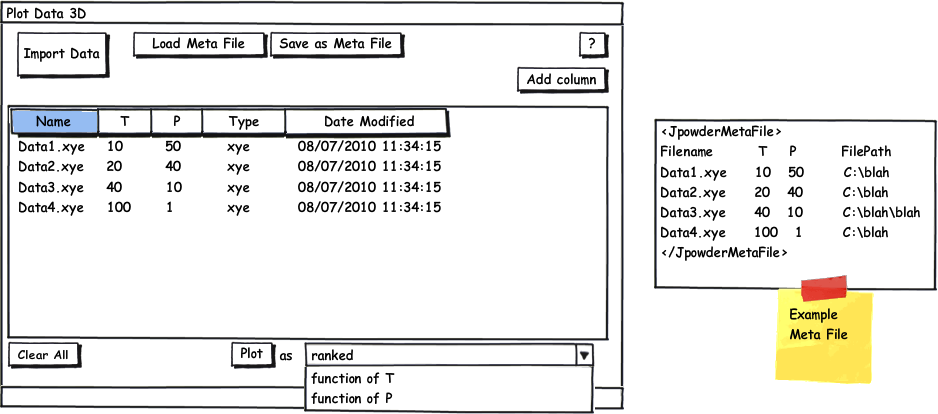 Plot Data 3D
Import Data
Load Meta File
Save as Meta File
?
Add column
Name T P Type Date Modified
Data1.xye 10 50 xye 08/07/2010 11:34:15
Data2.xye 20 40 xye 08/07/2010 11:34:15
Data3.xye 40 10 xye 08/07/2010 11:34:15
Data4.xye 100 1 xye 08/07/2010 11:34:15
Clear All
Plot as ranked
function of T
function of P
<JpowderMetaFile>
Filename T P FilePath
Data1.xye 10 50 C:\blah
Data2.xye 20 40 C:\blah
Data3.xye 40 10 C:\blah\blah
Data4.xye 100 1 C:\blah
</JpowderMetaFile>
Example
Meta File